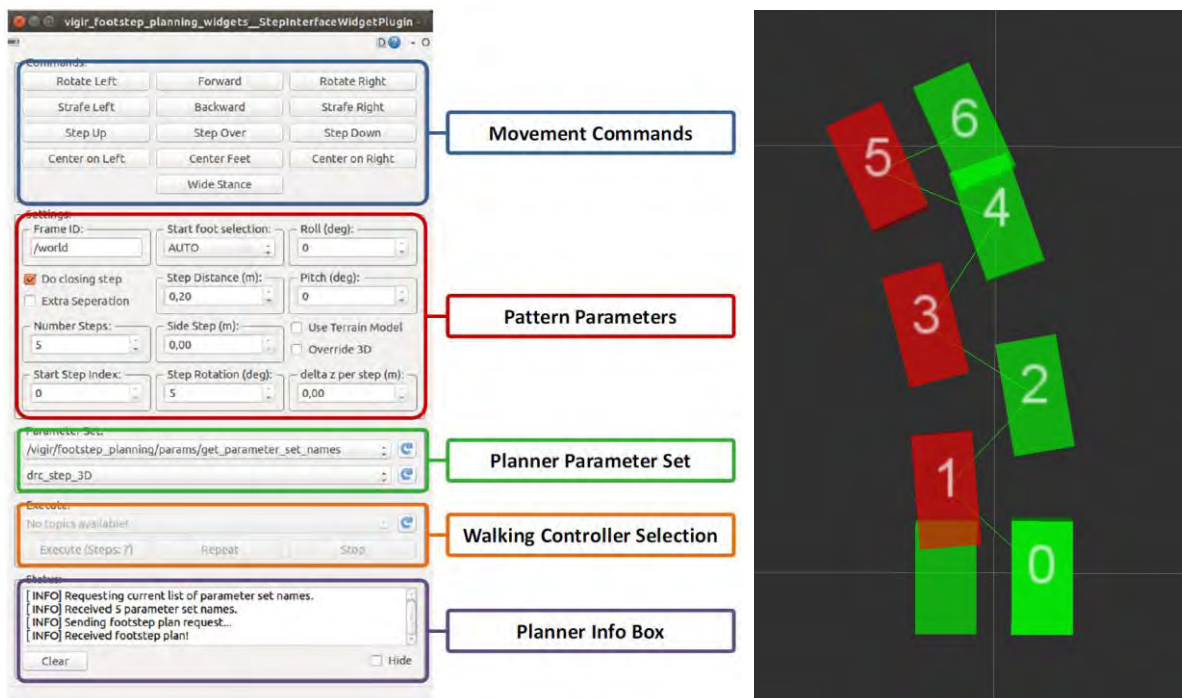 vigir_footstep_planning_widgets__StepInterfaceWidgetPlugin
D - O
Commands:
Rotate Left Forward Rotate Right
Strafe Left Backward Strafe Right
Step Up Step Over Step Down
Center on Left Center Feet Center on Right
Wide Stance
Movement Commands
Settings:
Frame ID: Start foot selection: Roll (deg):
/world AUTO 0
Do closing step Step Distance (m): Pitch (deg):
Extra Seperation 0,20 0
Number Steps: Side Step (m): Use Terrain Model
5 0,00 Override 3D
Start Step Index: Step Rotation (deg): delta z per step (m):
0 5 0,00
Pattern Parameters
Parameter Set:
/vigir/footstep_planning/params/get_parameter_set_names
drc_step_3D
Planner Parameter Set
Execute:
No topics available!
Execute (Steps: ?) Repeat Stop
Walking Controller Selection
Status:
[ INFO] Requesting current list of parameter set names.
[ INFO] Received 5 parameter set names.
[ INFO] Sending footstep plan request...
[ INFO] Received footstep plan!
Clear Hide
Planner Info Box
6
5
4
3
2
1
0